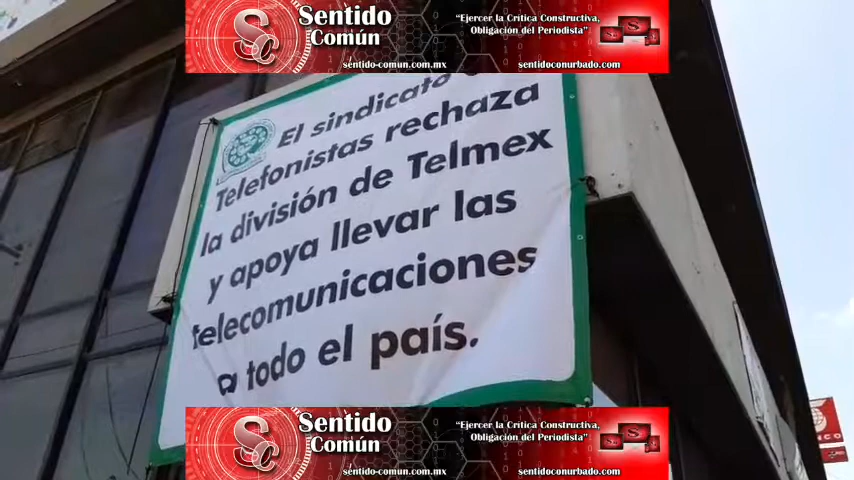 Sentido
Común
"Ejercer la Crítica Constructiva,
Obligación del Periodista"
sentido-comun.com.mx
sentidoconurbado.com
El sindicato
Telefonistas rechaza
la división de Telmex
y apoya llevar las
telecomunicaciones
a todo el país.
Sentido
Común
"Ejercer la Crítica Constructiva,
Obligación del Periodista"
sentido-comun.com.mx
sentidoconurbado.com